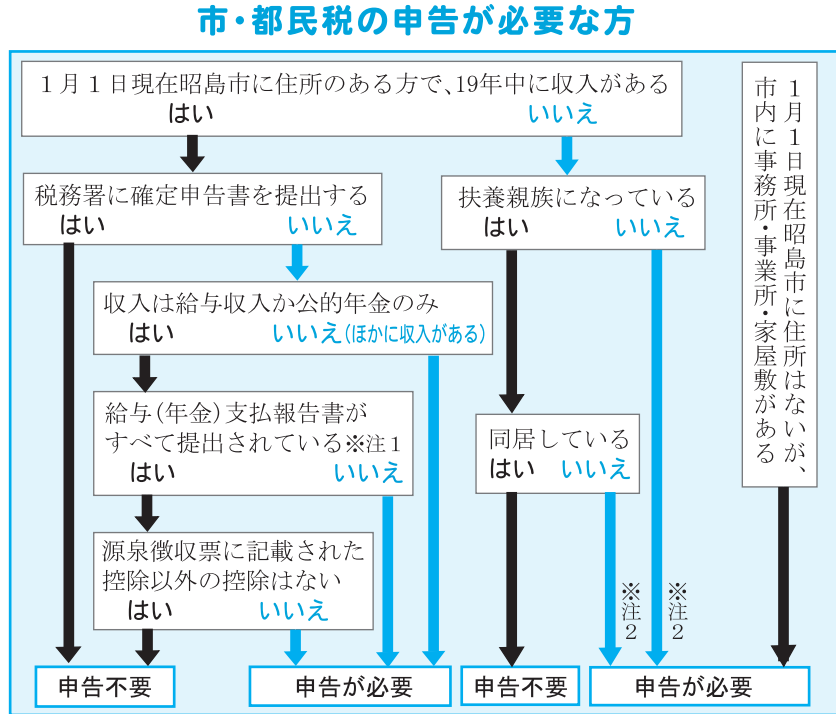 市・都民税の申告が必要な方
1月1日現在昭島市に住所のある方で、19年中に収入がある
はい いいえ
税務署に確定申告書を提出する
はい いいえ
収入は給与収入か公的年金のみ
はい いいえ(ほかに収入がある)
給与(年金)支払報告書が
すべて提出されている※注1
はい いいえ
源泉徴収票に記載された
控除以外の控除はない
はい いいえ
扶養親族になっている
はい いいえ
同居している
はい いいえ
※注2
※注2
1月1日現在昭島市に住所はないが、
市内に事務所・事業所・家屋敷がある
申告不要
申告が必要
申告不要
申告が必要